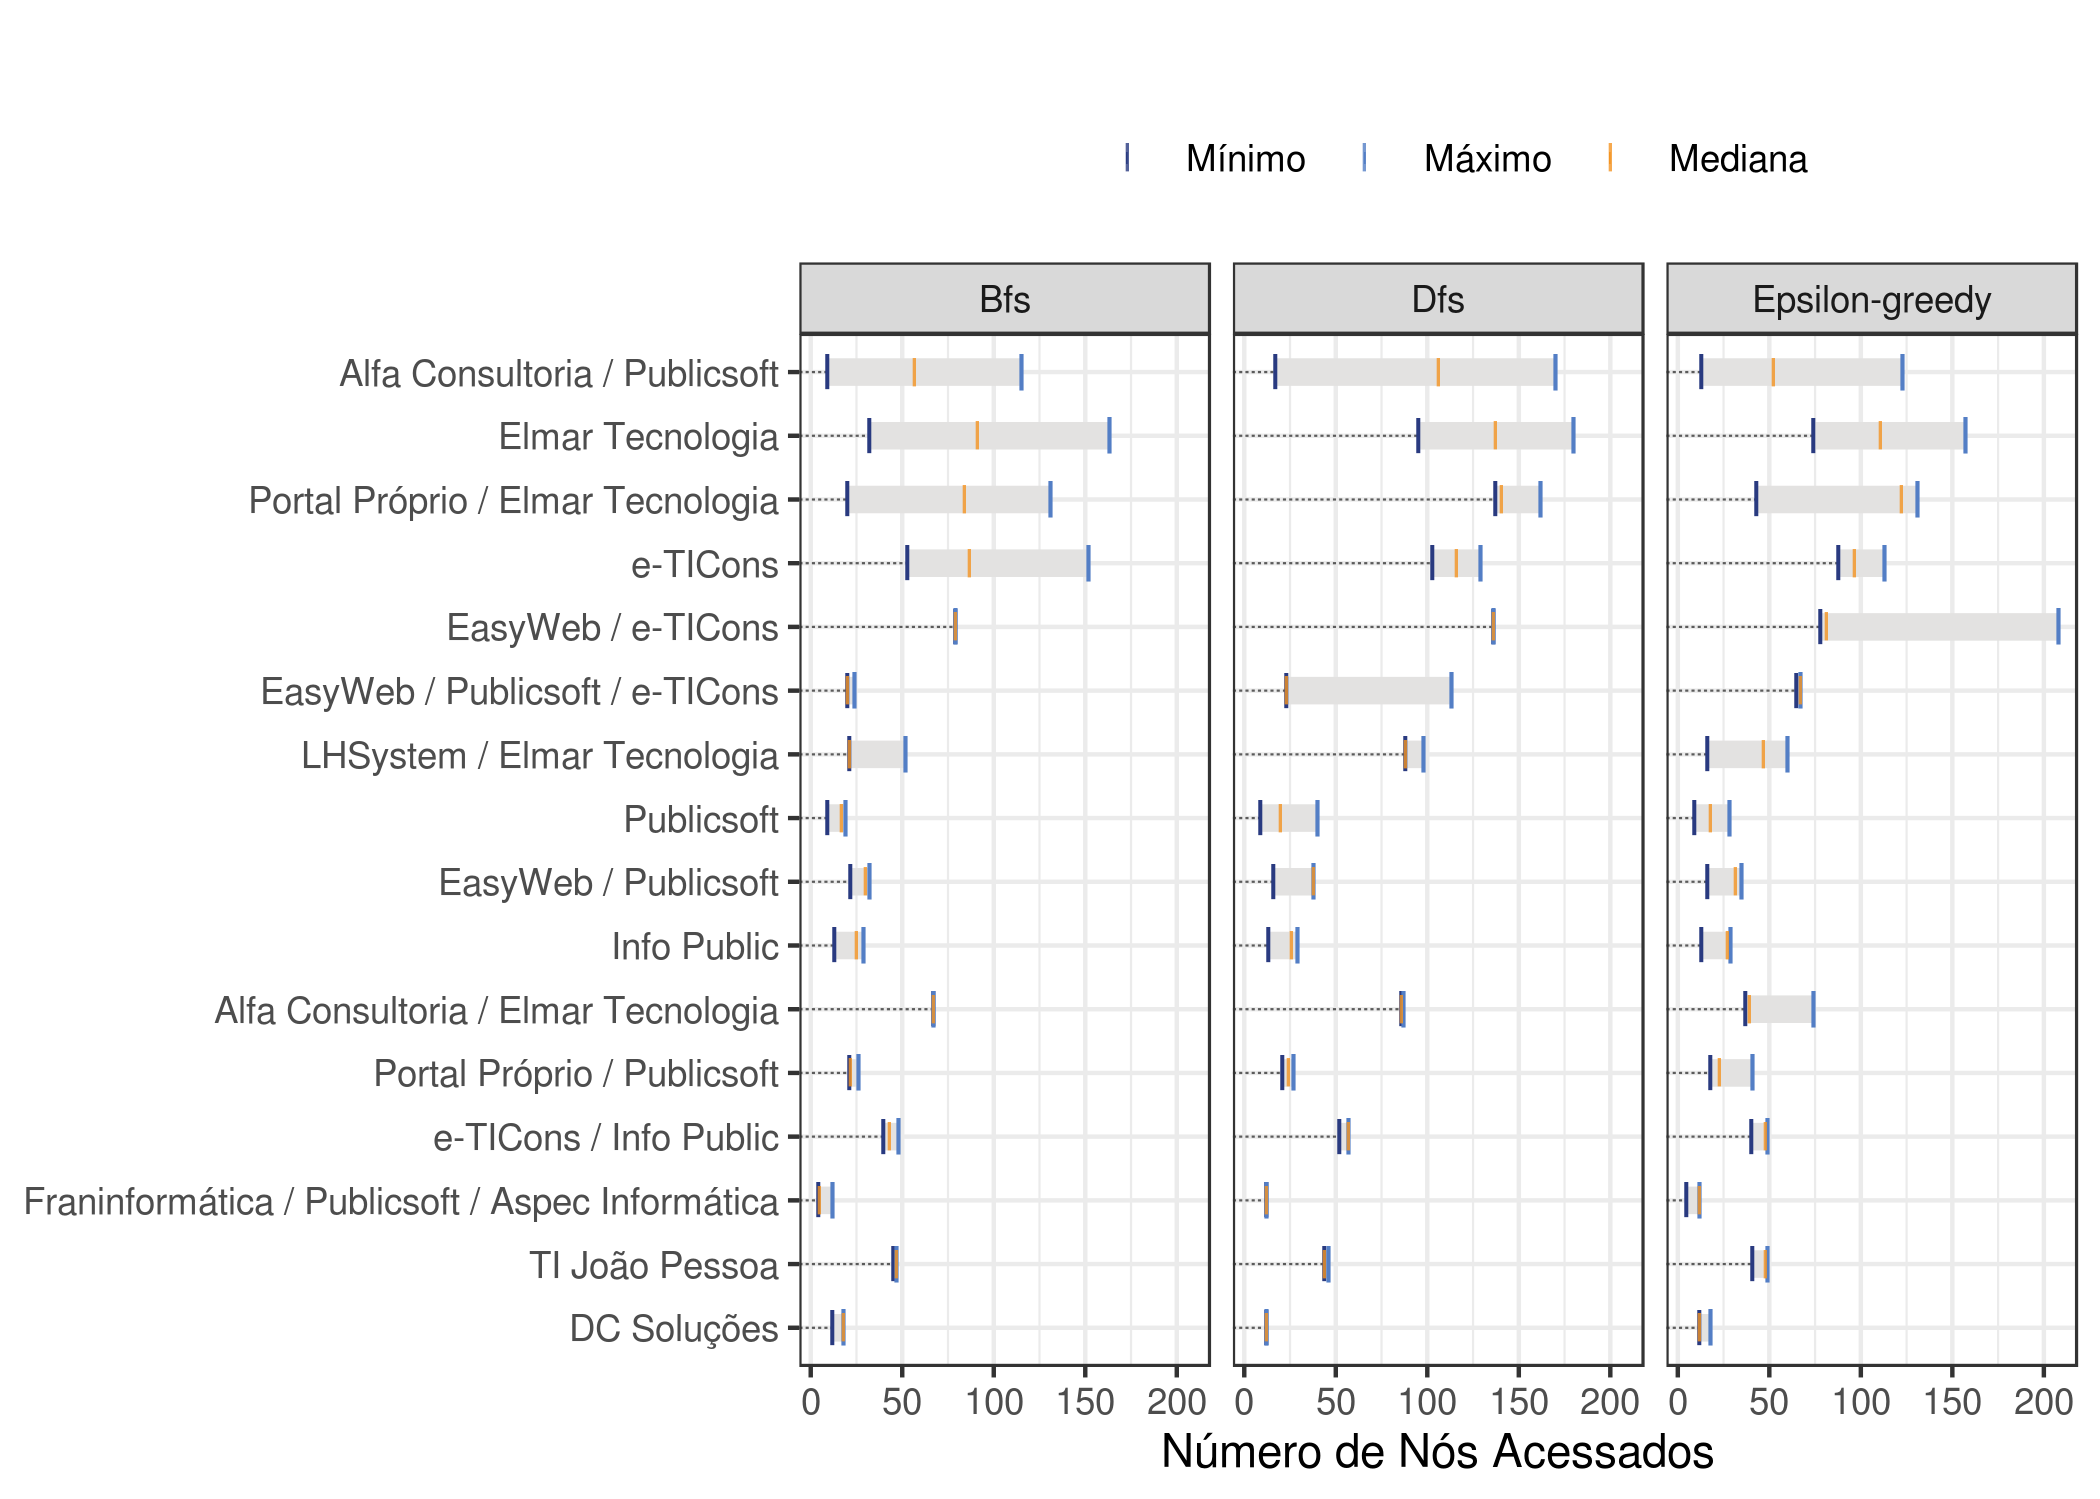 Mínimo Máximo Mediana
Bfs Dfs Epsilon-greedy
Alfa Consultoria / Publicsoft
Elmar Tecnologia
Portal Próprio / Elmar Tecnologia
e-TICons
EasyWeb / e-TICons
EasyWeb / Publicsoft / e-TICons
LHSystem / Elmar Tecnologia
Publicsoft
EasyWeb / Publicsoft
Info Public
Alfa Consultoria / Elmar Tecnologia
Portal Próprio / Publicsoft
e-TICons / Info Public
Franinformática / Publicsoft / Aspec Informática
TI João Pessoa
DC Soluções
0 50 100 150 200 0 50 100 150 200 0 50 100 150 200
Número de Nós Acessados